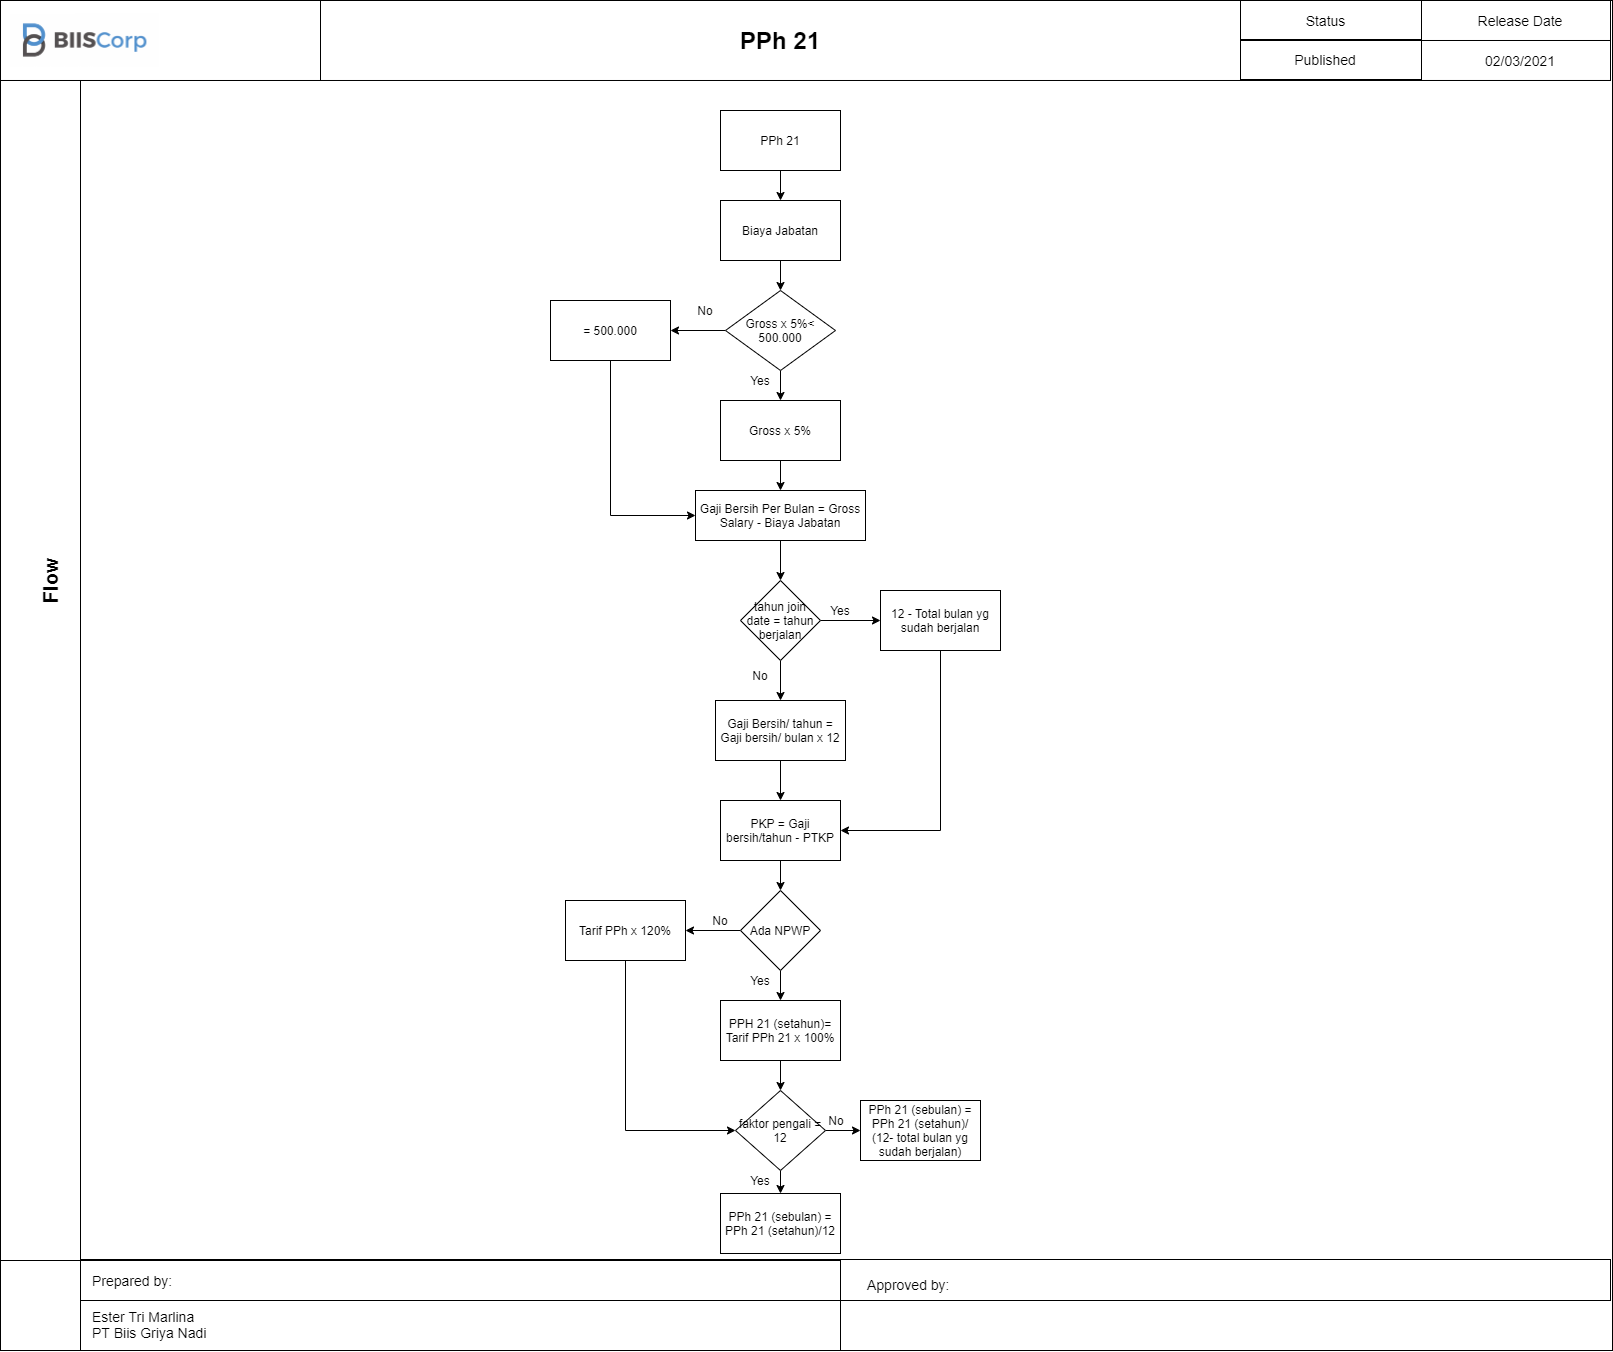 BIISCorp
PPh 21
Status
Release Date
Published
02/03/2021
Flow
PPh 21
Biaya Jabatan
Gross x 5%<
500.000
No
= 500.000
Yes
Gross x 5%
Gaji Bersih Per Bulan = Gross
Salary - Biaya Jabatan
tahun join
date = tahun
berjalan
Yes
12 - Total bulan yg
sudah berjalan
No
Gaji Bersih/ tahun =
Gaji bersih/ bulan x 12
PKP = Gaji
bersih/tahun - PTKP
Ada NPWP
No
Tarif PPh x 120%
Yes
PPH 21 (setahun)=
Tarif PPh 21 x 100%
faktor pengali =
12
No
PPh 21 (sebulan) =
PPh 21 (setahun)/
(12- total bulan yg
sudah berjalan)
Yes
PPh 21 (sebulan) =
PPh 21 (setahun)/12
Prepared by:
Approved by:
Ester Tri Marlina
PT Biis Griya Nadi